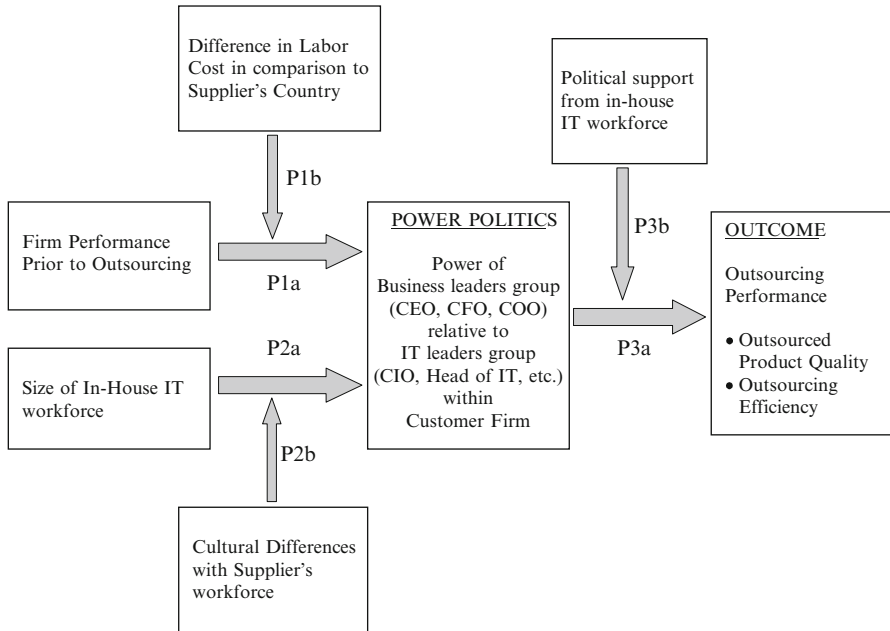 Difference in Labor
Cost in comparison to
Supplier's Country
Political support
from in-house
IT workforce
P1b
P3b
Firm Performance
Prior to Outsourcing
P1a
POWER POLITICS
Power of
Business leaders group
(CEO, CFO, COO)
relative to
IT leaders group
(CIO, Head of IT, etc.)
within
Customer Firm
P3a
OUTCOME
Outsourcing
Performance
• Outsourced
Product Quality
• Outsourcing
Efficiency
P2a
Size of In-House IT
workforce
P2b
Cultural Differences
with Supplier's
workforce